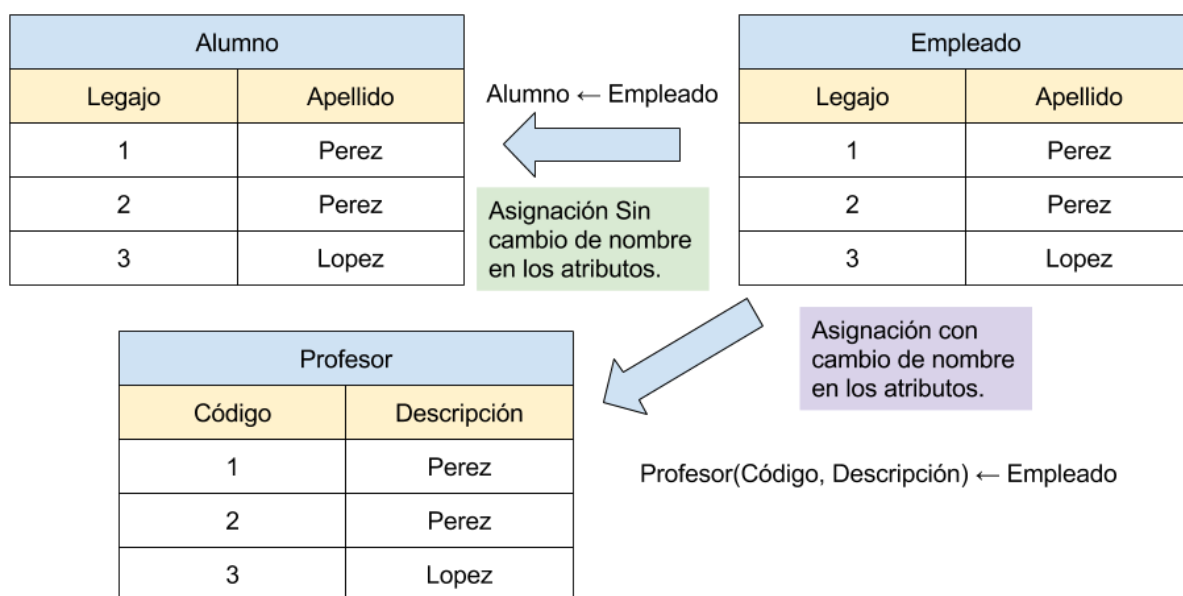 Alumno
Legajo Apellido
1 Perez
2 Perez
3 Lopez
Alumno ← Empleado
Asignación Sin
cambio de nombre
en los atributos.
Empleado
Legajo Apellido
1 Perez
2 Perez
3 Lopez
Profesor
Código Descripción
1 Perez
2 Perez
3 Lopez
Asignación con
cambio de nombre
en los atributos.
Profesor(Código, Descripción) ← Empleado